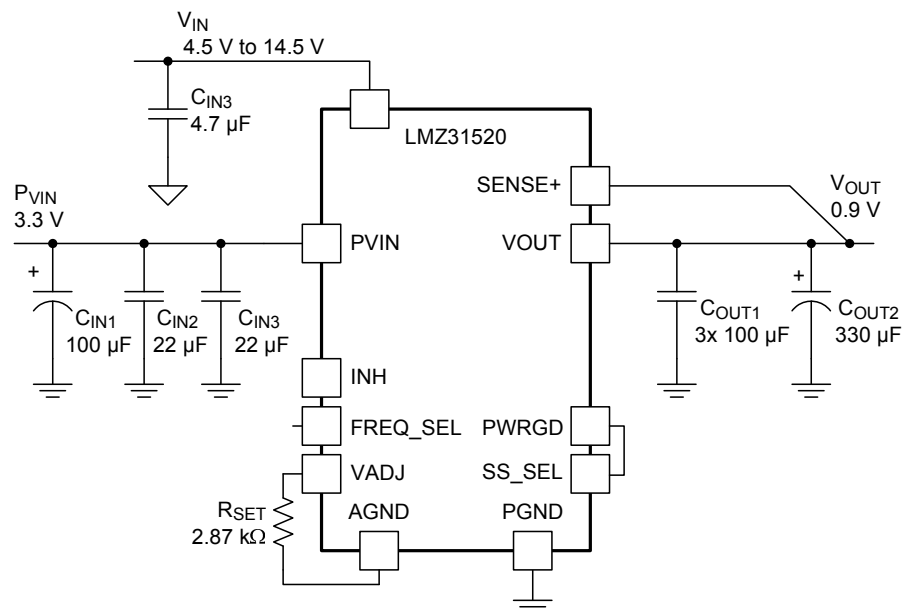 VIN
4.5 V to 14.5 V
CIN3
4.7 µF
LMZ31520
SENSE+
VOUT
0.9 V
PVIN
3.3 V
PVIN
VOUT
+
CIN1
100 µF
CIN2
22 µF
CIN3
22 µF
COUT1
3x 100 µF
+
COUT2
330 µF
INH
FREQ_SEL
PWRGD
VADJ
SS_SEL
RSET
2.87 kΩ
AGND
PGND